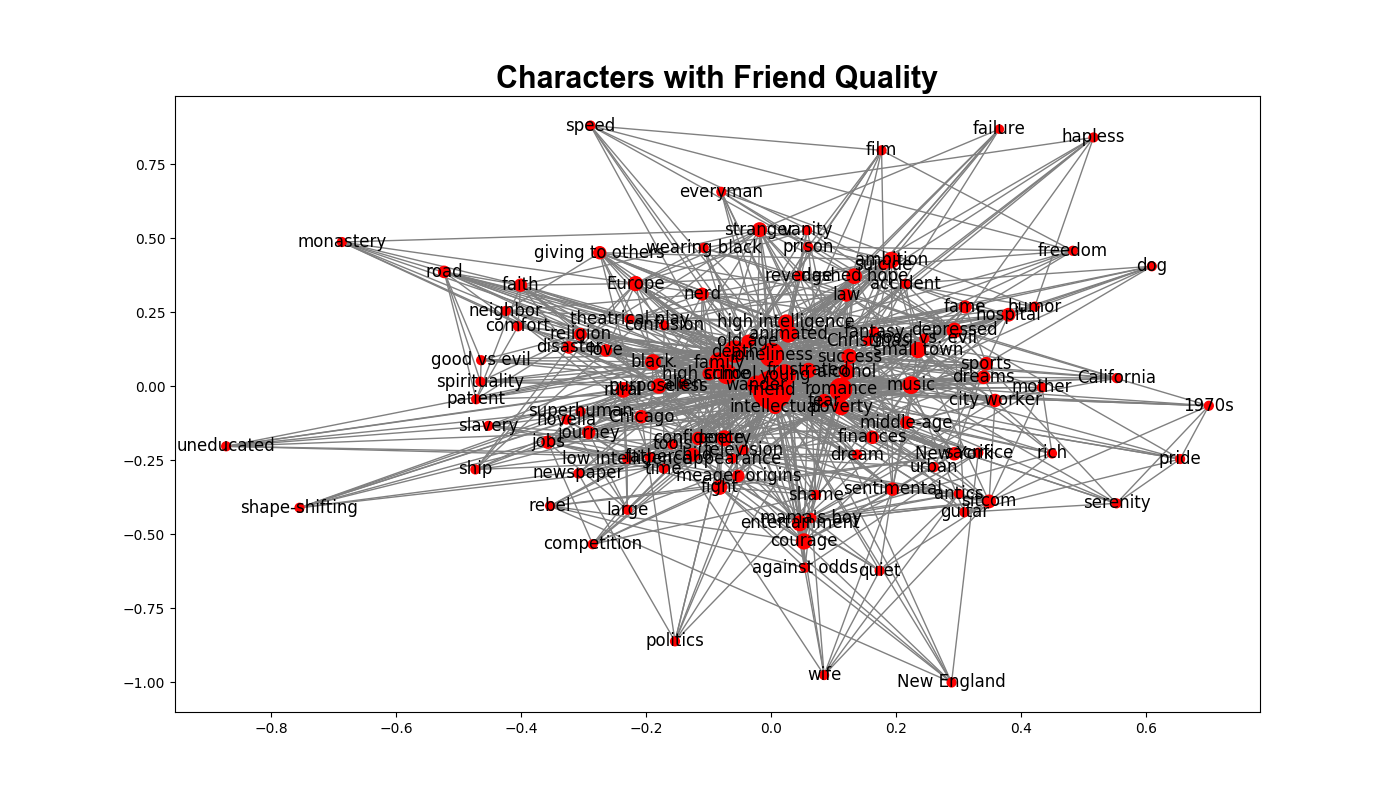 Characters with Friend Quality
speed
failure
film
hapless
0.75
everyman
stranger
vanity
0.50
monastery
wearing black
prison
giving to others
freedom
ambition
suicide
dog
road
revenge
dashed hope
faith
Europe
accident
nerd
law
fame
humor
0.25
neighbor
hospital
theatrical play
high intelligence
comfort
confusion
religion
animated
fantasy
depressed
old age
Christmas
good vs. evil
disaster
love
death
loneliness
small town
good vs evil
black
family
success
sports
high school
crime
young
frustrated
alcohol
dreams
California
spirituality
0.00
rural
purposeless
wander
romance
music
mother
patient
city worker
fear
1970s
intellectual
poverty
superhuman
novella
Chicago
slavery
journey
middle-age
finances
uneducated
jobs
confidence
television
New York
sacrifice
rich
dream
−0.25
low intelligence
appearance
pride
ship
newspaper
time
urban
meager origins
fight
sentimental
shame
antics
sitcom
serenity
rebel
shape-shifting
large
guitar
mama's boy
entertainment
−0.50
competition
courage
against odds
quiet
−0.75
politics
wife
New England
−1.00
−0.8 −0.6 −0.4 −0.2 0.0 0.2 0.4 0.6